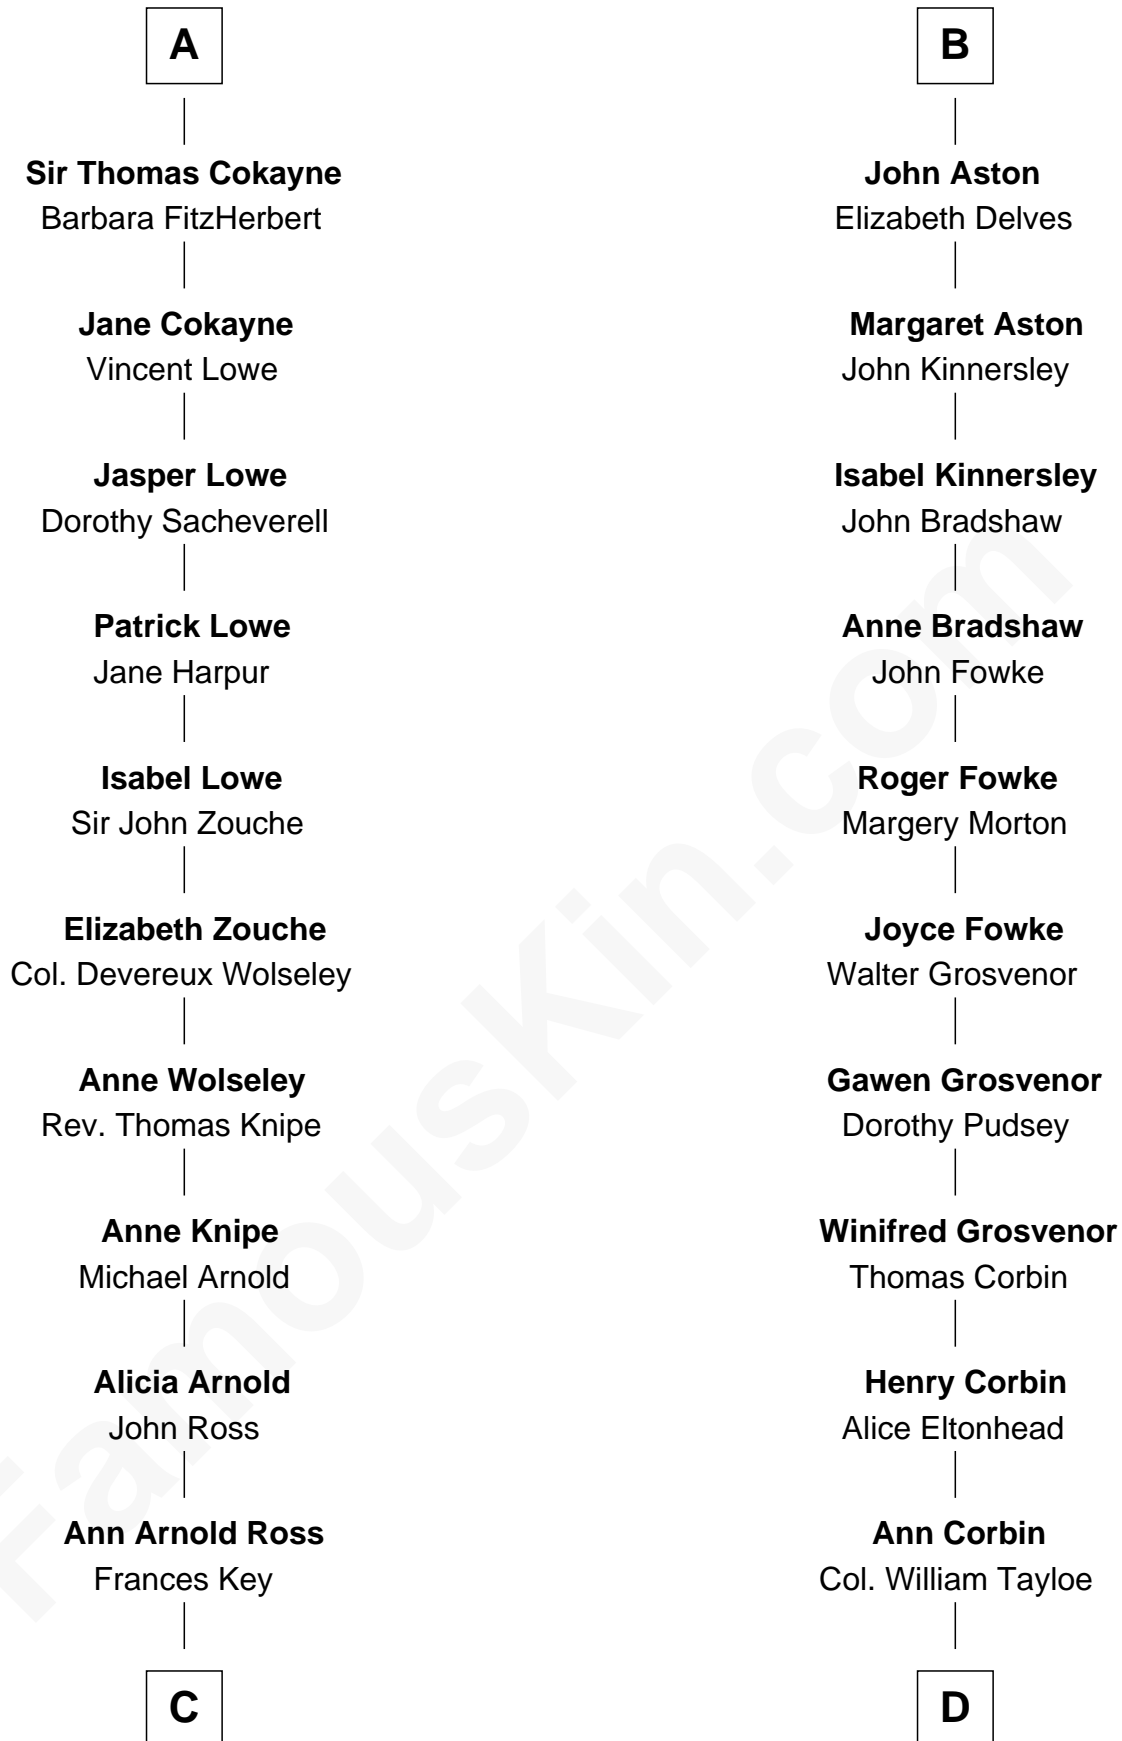 A
Sir Thomas Cokayne
Barbara FitzHerbert
Jane Cokayne
Vincent Lowe
Jasper Lowe
Dorothy Sacheverell
Patrick Lowe
Jane Harpur
Isabel Lowe
Sir John Zouche
Elizabeth Zouche
Col. Devereux Wolseley
Anne Wolseley
Rev. Thomas Knipe
Anne Knipe
Michael Arnold
Alicia Arnold
John Ross
Ann Arnold Ross
Frances Key
C
B
John Aston
Elizabeth Delves
Margaret Aston
John Kinnersley
Isabel Kinnersley
John Bradshaw
Anne Bradshaw
John Fowke
Roger Fowke
Margery Morton
Joyce Fowke
Walter Grosvenor
Gawen Grosvenor
Dorothy Pudsey
Winifred Grosvenor
Thomas Corbin
Henry Corbin
Alice Eltonhead
Ann Corbin
Col. William Tayloe
D
FamousKin.com